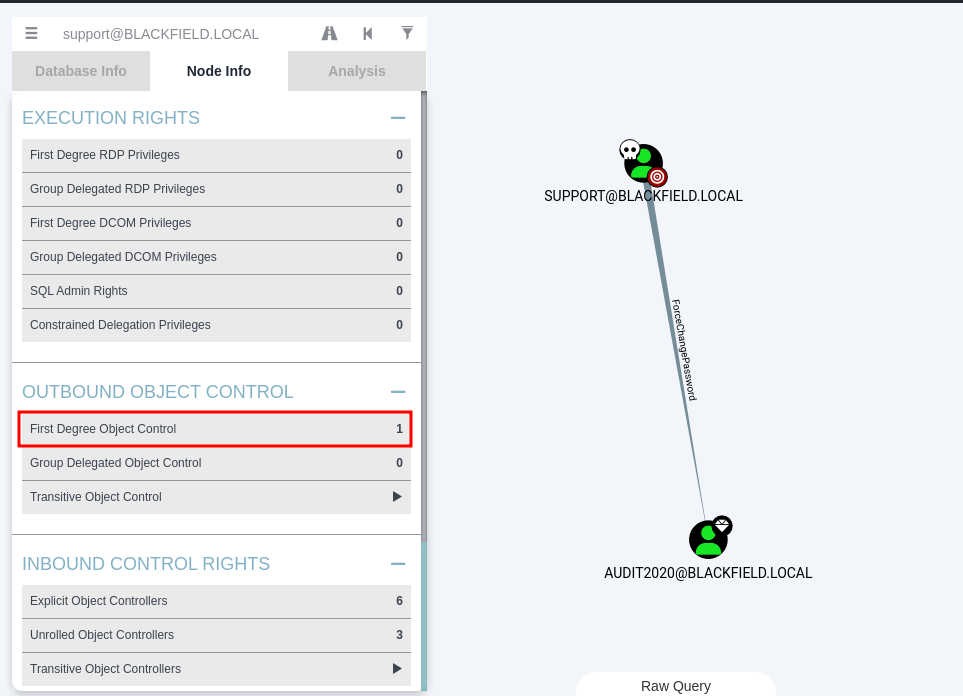 support@BLACKFIELD.LOCAL
Database Info
Node Info
Analysis
EXECUTION RIGHTS
First Degree RDP Privileges 0
Group Delegated RDP Privileges 0
First Degree DCOM Privileges 0
Group Delegated DCOM Privileges 0
SQL Admin Rights 0
Constrained Delegation Privileges 0
OUTBOUND OBJECT CONTROL
First Degree Object Control 1
Group Delegated Object Control 0
Transitive Object Control
INBOUND CONTROL RIGHTS
Explicit Object Controllers 6
Unrolled Object Controllers 3
Transitive Object Controllers
SUPPORT@BLACKFIELD.LOCAL
ForceChangePassword
AUDIT2020@BLACKFIELD.LOCAL
Raw Query